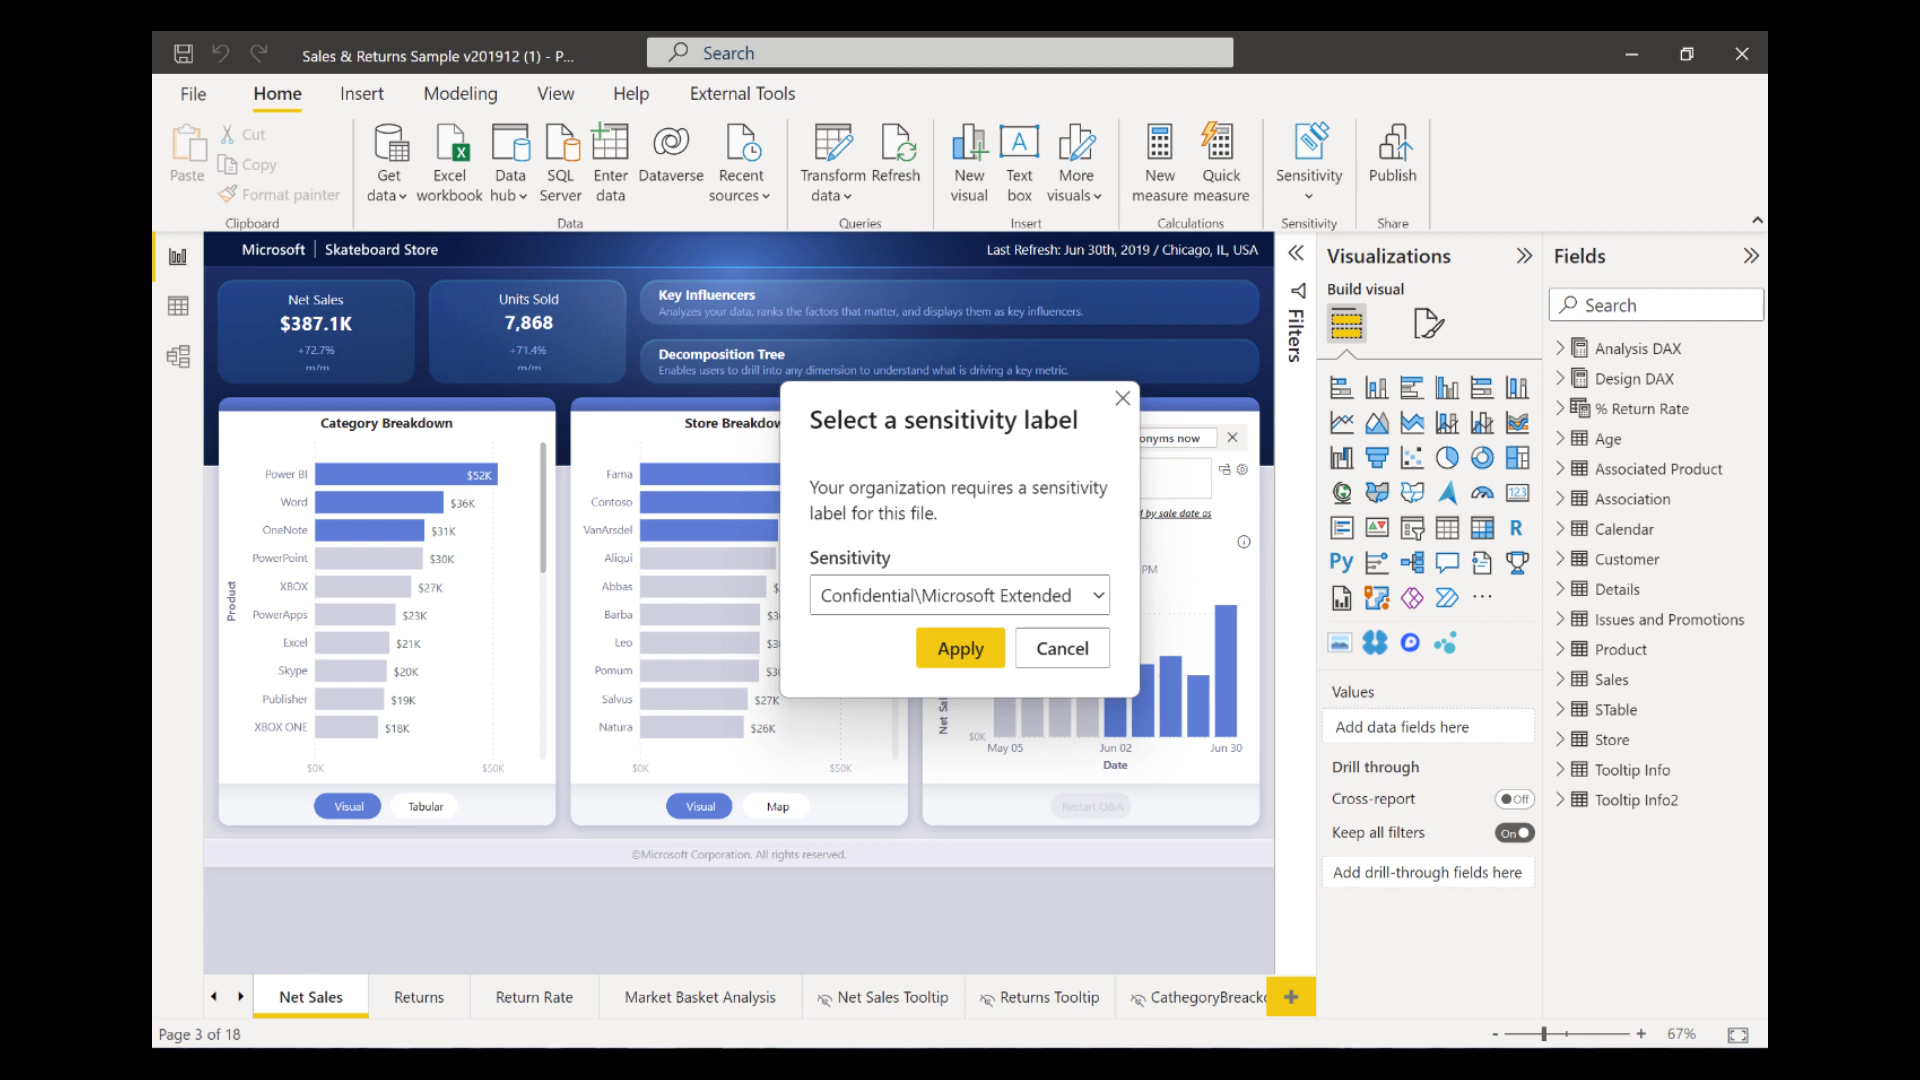 Sales & Returns Sample v201912 (1) - P...
Search
File
Home
Insert
Modeling
View
Help
External Tools
Paste
Cut
Copy
Format painter
Clipboard
Get data
Excel workbook
Data hub
SQL Server
Enter data
Dataverse
Recent sources
Data
Transform data
Refresh
Queries
New visual
Text box
More visuals
Insert
New measure
Quick measure
Calculations
Sensitivity
Sensitivity
Publish
Share
Microsoft | Skateboard Store
Last Refresh: Jun 30th, 2019 / Chicago, IL, USA
Net Sales
$387.1K
+72.7%
m/m
Units Sold
7,868
+71.4%
m/m
Key Influencers
Analyzes your data, ranks the factors that matter, and displays them as key influencers.
Decomposition Tree
Enables users to drill into any dimension to understand what is driving a key metric.
Category Breakdown
Product
Power BI $52K
Word $36K
OneNote $31K
PowerPoint $30K
XBOX $27K
PowerApps $23K
Excel $21K
Skype $20K
Publisher $19K
XBOX ONE $18K
$0K $50K
Visual
Tabular
Store Breakdow
Fama
Contoso
VanArsdel
Aliqui
Abbas
Barba
Leo
Pomum
Salvus $27K
Natura $26K
$0K $50K
Visual
Map
Select a sensitivity label
Your organization requires a sensitivity
label for this file.
Sensitivity
Confidential\Microsoft Extended
Apply
Cancel
onyms now
by sale date as
PM
Net Sal
$0K
May 05 Jun 02 Jun 30
Date
Restart Q&A
©Microsoft Corporation. All rights reserved.
Filters
Visualizations
Build visual
123
R
Py
Values
Add data fields here
Drill through
Cross-report
Off
Keep all filters
On
Add drill-through fields here
Fields
Search
Analysis DAX
Design DAX
% Return Rate
Age
Associated Product
Association
Calendar
Customer
Details
Issues and Promotions
Product
Sales
STable
Store
Tooltip Info
Tooltip Info2
Net Sales
Returns
Return Rate
Market Basket Analysis
Net Sales Tooltip
Returns Tooltip
CathegoryBreackd
Page 3 of 18
- + 67%